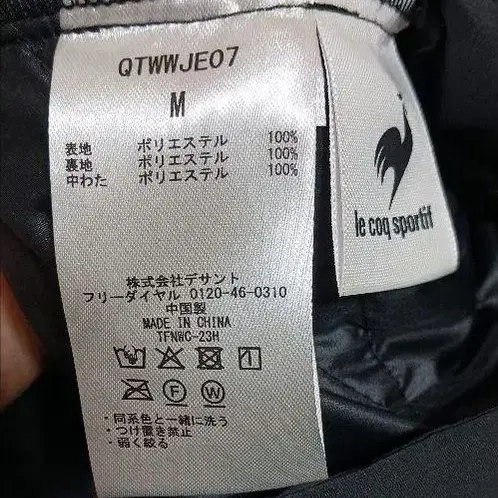 QTWWJE07
M
表地 ポリエステル 100%
裏地 ポリエステル 100%
中わた ポリエステル 100%
le coq sportif
株式会社デサント
フリーダイヤル 0120-46-0310
中国製
MADE IN CHINA
TFNWC-23H
F W
・同系色と一緒に洗う
・つけ置き禁止
・弱く絞る